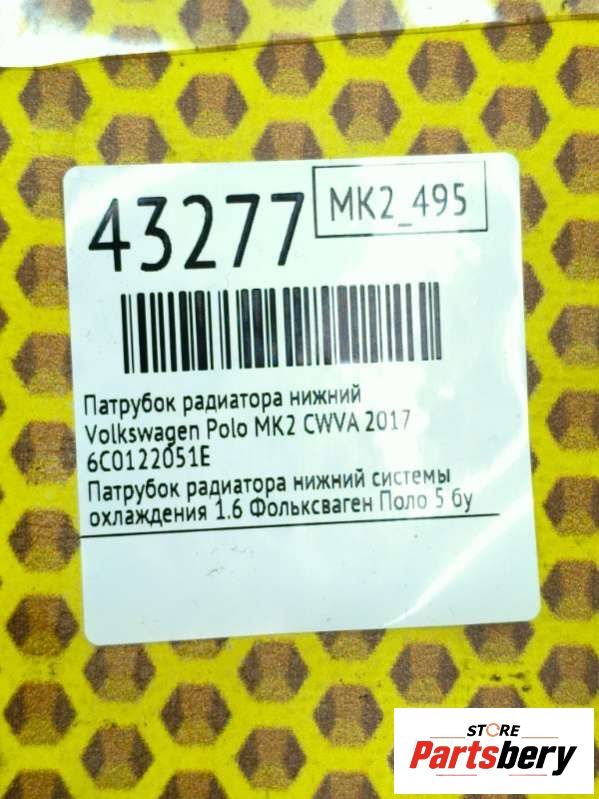 43277
MK2_495
Патрубок радиатора нижний
Volkswagen Polo MK2 CWVA 2017
6C0122051E
Патрубок радиатора нижний системы
охлаждения 1.6 Фольксваген Поло 5 бу
STORE
Partsbery